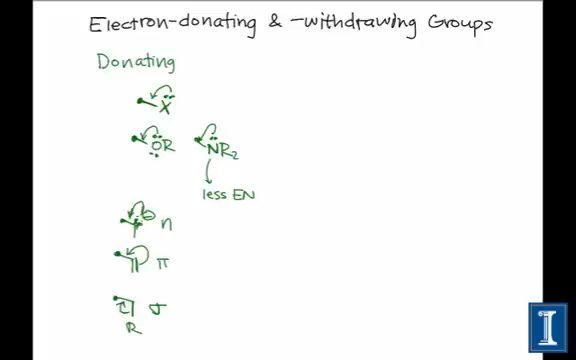 Electron-donating & -withdrawing Groups
Donating
X
OR NR₂
less EN
n
π
σ
R
I